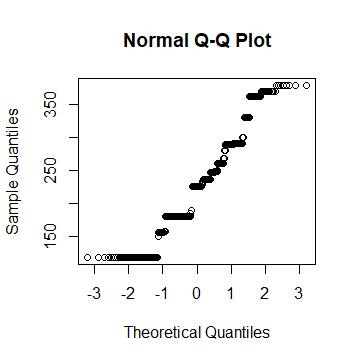 Normal Q-Q Plot
Sample Quantiles
350
250
150
-3 -2 -1 0 1 2 3
Theoretical Quantiles